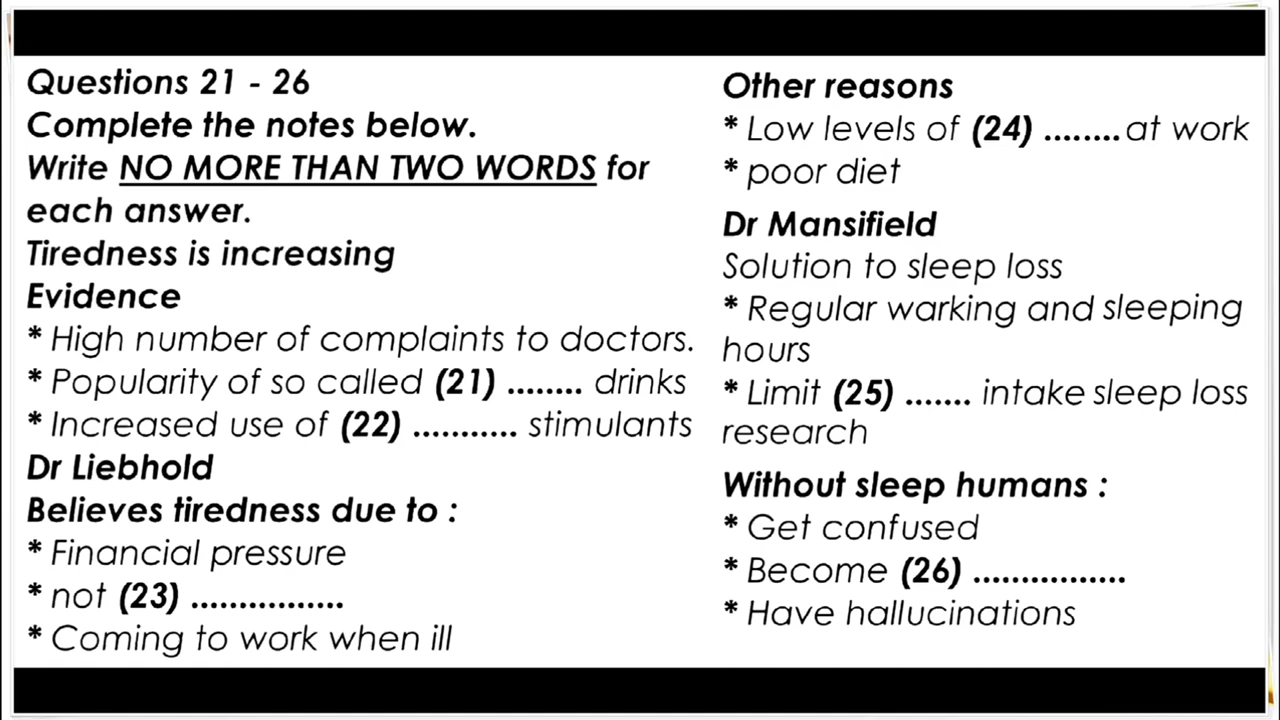 Questions 21 - 26
Complete the notes below.
Write NO MORE THAN TWO WORDS for
each answer.
Tiredness is increasing
Evidence
* High number of complaints to doctors.
* Popularity of so called (21) ........ drinks
* Increased use of (22) ........... stimulants
Dr Liebhold
Believes tiredness due to :
* Financial pressure
* not (23) ................
* Coming to work when ill
Other reasons
* Low levels of (24) ........ at work
* poor diet
Dr Mansifield
Solution to sleep loss
* Regular warking and sleeping
hours
* Limit (25) ....... intake sleep loss
research
Without sleep humans :
* Get confused
* Become (26) ................
* Have hallucinations